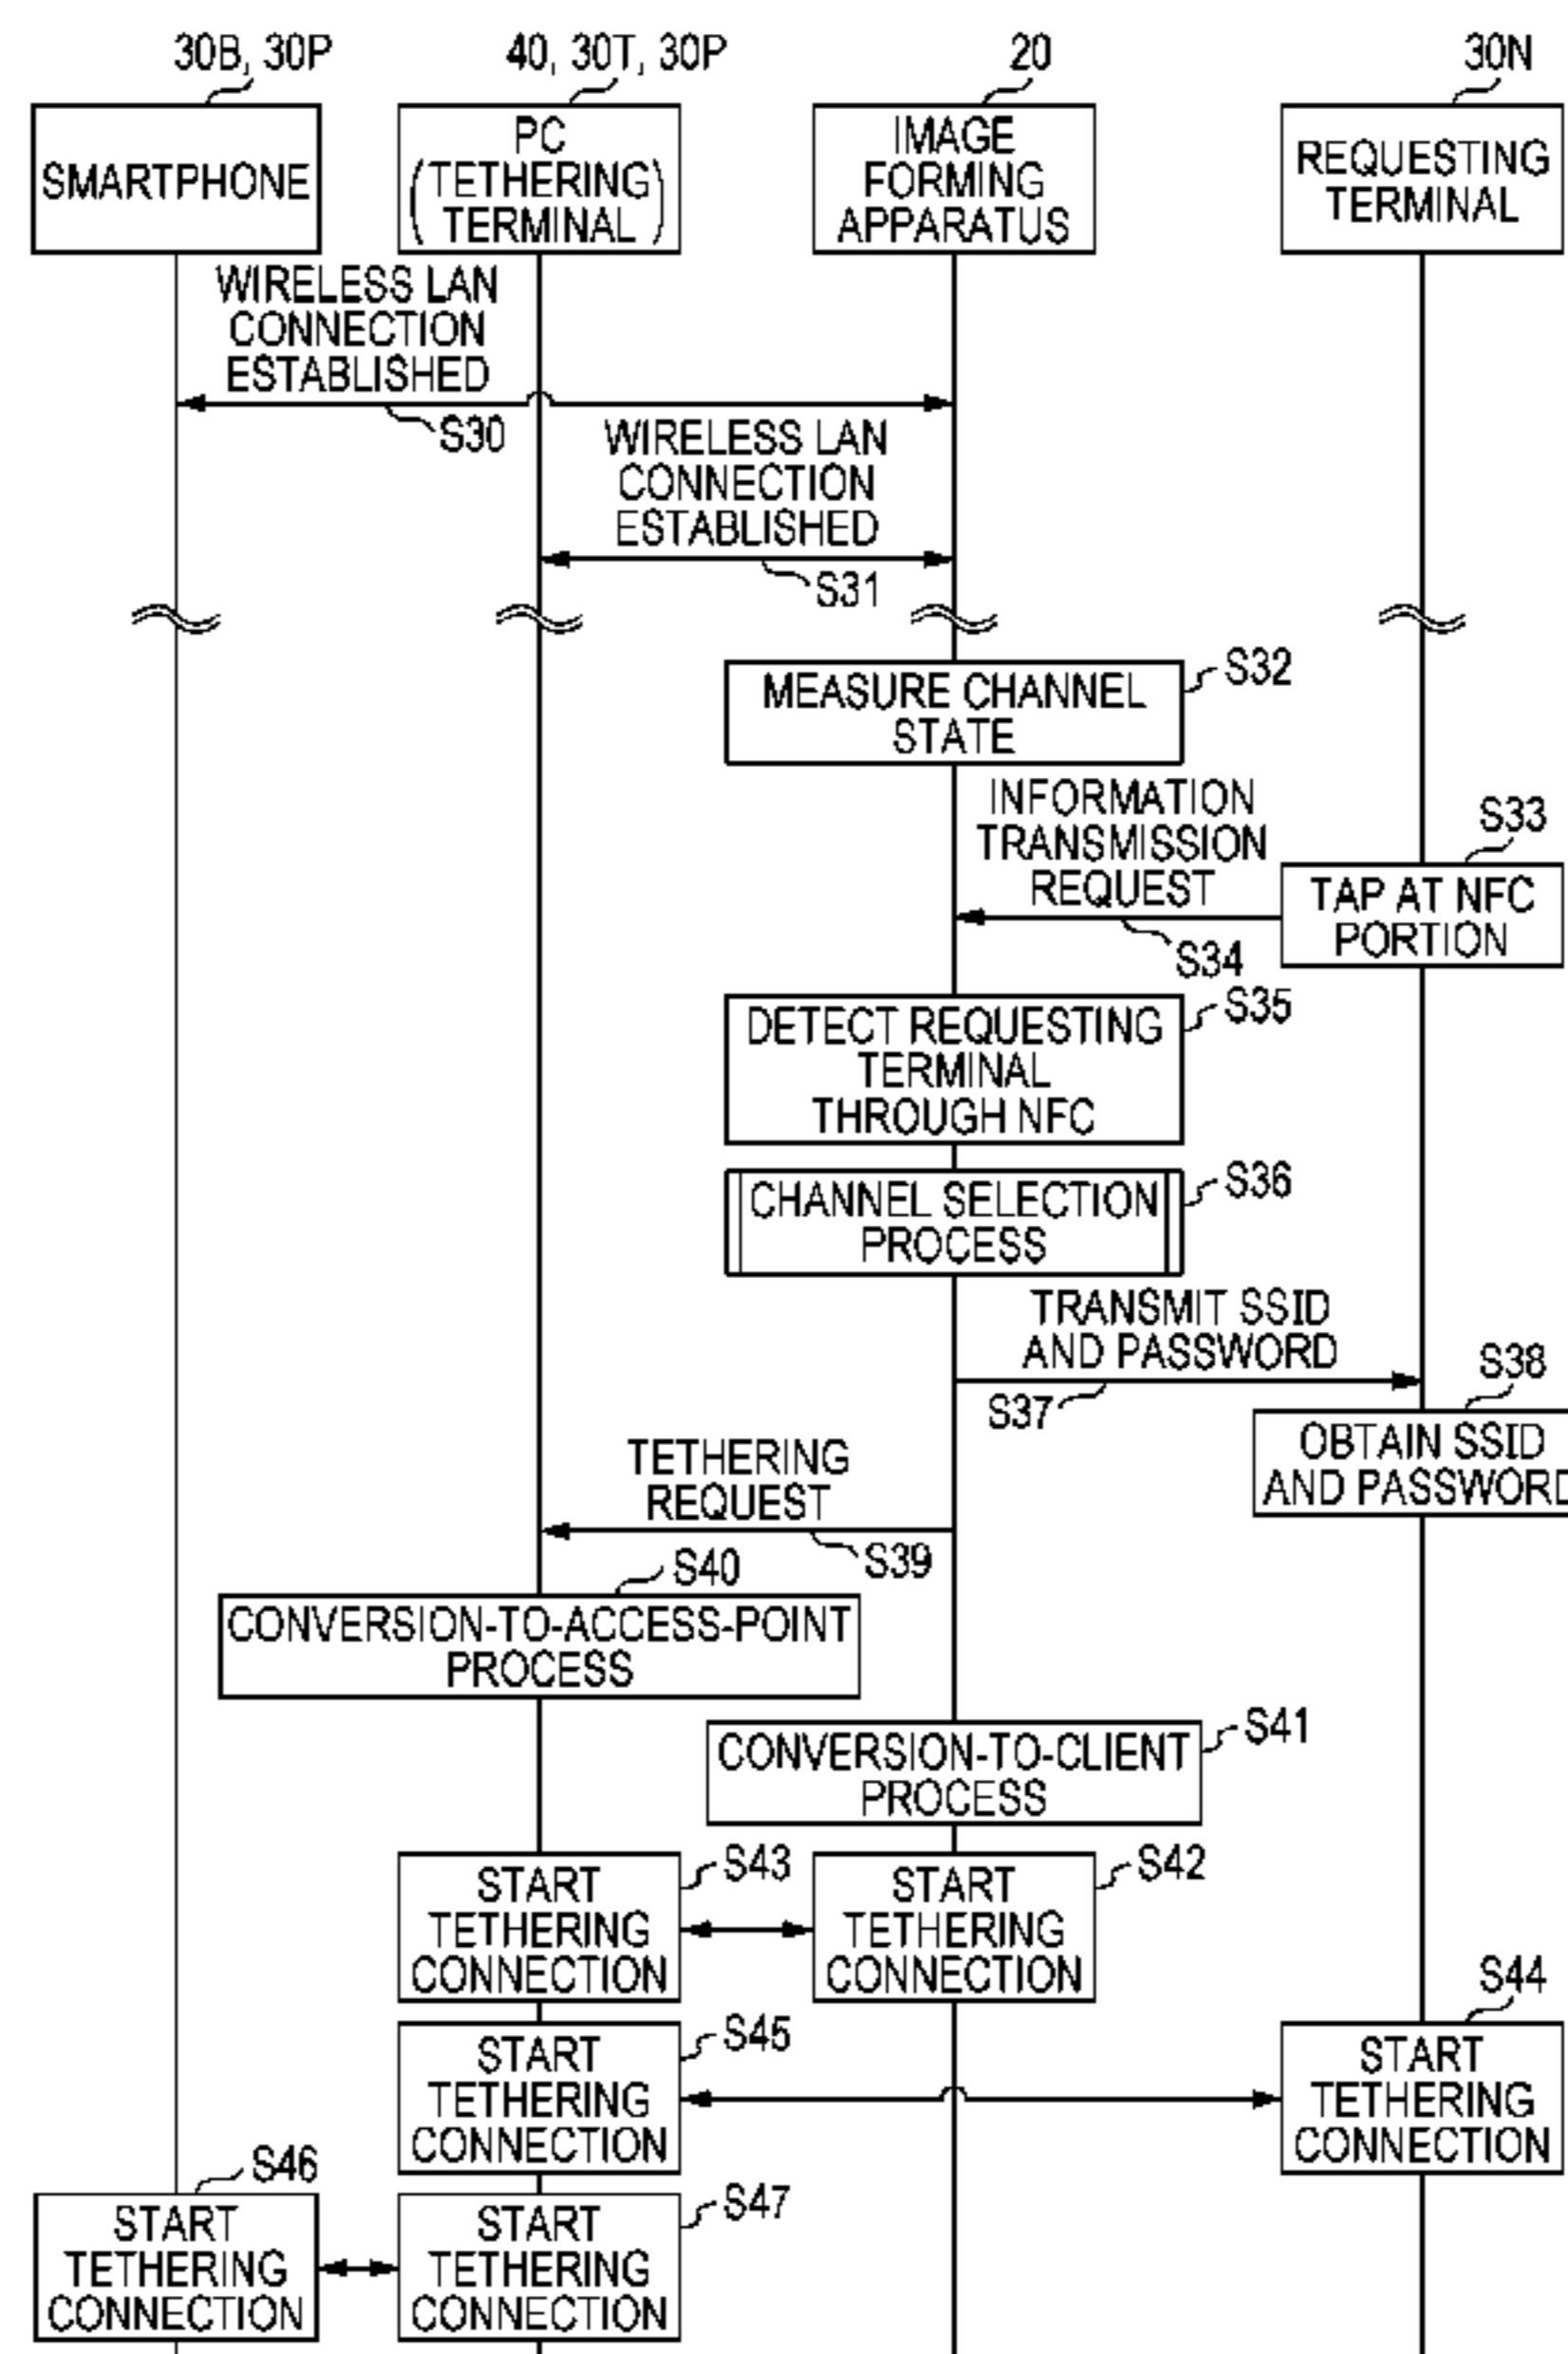 30B, 30P
40, 30T, 30P
20
30N
SMARTPHONE
PC
(TETHERING
TERMINAL)
IMAGE
FORMING
APPARATUS
REQUESTING
TERMINAL
WIRELESS LAN
CONNECTION
ESTABLISHED
S30
WIRELESS LAN
CONNECTION
ESTABLISHED
S31
MEASURE CHANNEL
STATE
S32
INFORMATION
TRANSMISSION
REQUEST
S34
S33
TAP AT NFC
PORTION
DETECT REQUESTING
TERMINAL
THROUGH NFC
S35
CHANNEL SELECTION
PROCESS
S36
TRANSMIT SSID
AND PASSWORD
S37
S38
OBTAIN SSID
AND PASSWORD
TETHERING
REQUEST
S39
S40
CONVERSION-TO-ACCESS-POINT
PROCESS
CONVERSION-TO-CLIENT
PROCESS
S41
START
TETHERING
CONNECTION
S43
START
TETHERING
CONNECTION
S42
START
TETHERING
CONNECTION
S45
S44
START
TETHERING
CONNECTION
S46
START
TETHERING
CONNECTION
START
TETHERING
CONNECTION
S47